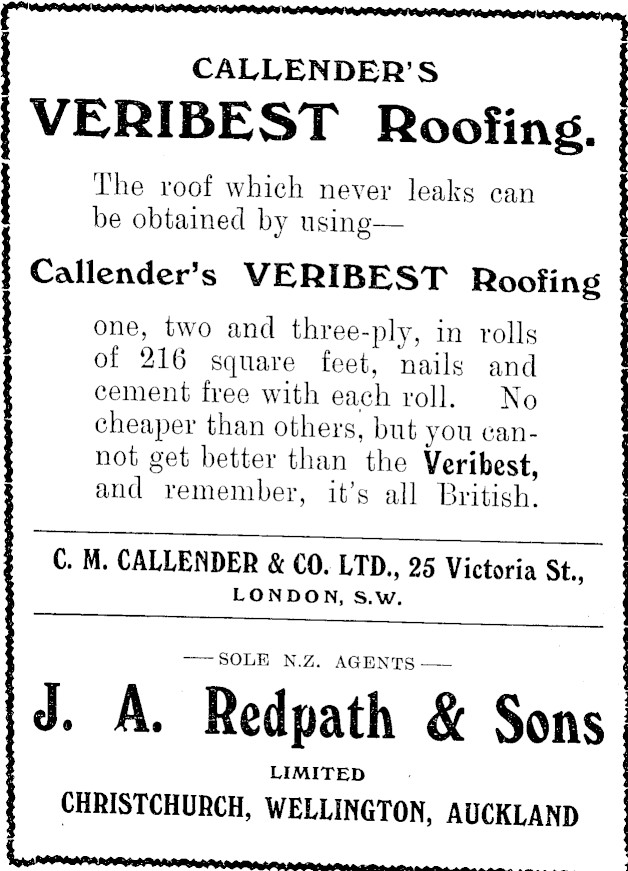 CALLENDER'S
VERIBEST Roofing.
The roof which never leaks can
be obtained by using—
Callender's VERIBEST Roofing
one, two and three-ply, in rolls
of 216 square feet, nails and
cement free with each roll. No
cheaper than others, but you can-
not get better than the Veribest,
and remember, it's all British.
C. M. CALLENDER & CO. LTD., 25 Victoria St.,
LONDON, S.W.
— SOLE N.Z. AGENTS —
J. A. Redpath & Sons
LIMITED
CHRISTCHURCH, WELLINGTON, AUCKLAND